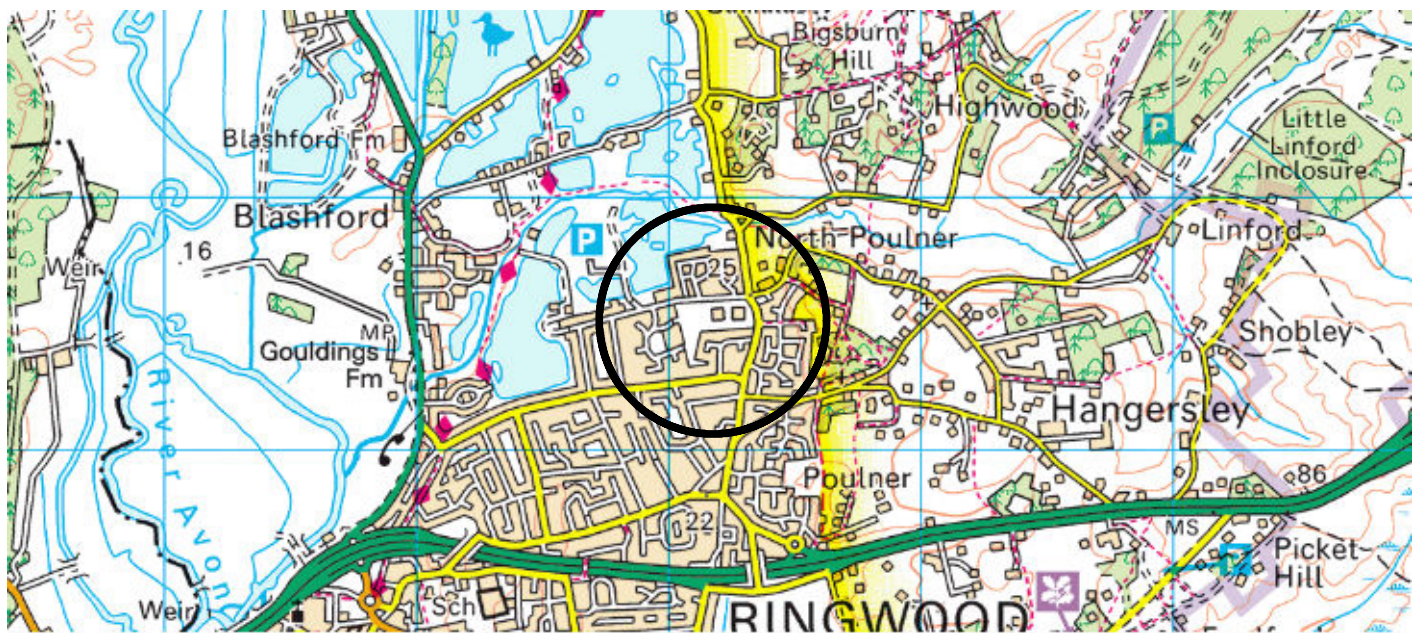 Bigsburn
Hill
Highwood
Blashford Fm
Little
Linford
Inclosure
P
Blashford
North Poulner
Linford
P
16
25
Weir
MP
Gouldings
Fm
Shobley
River Avon
Hangersley
Poulner
86
22
MS
Picket
Hill
Weir
Sch
RINGWOOD